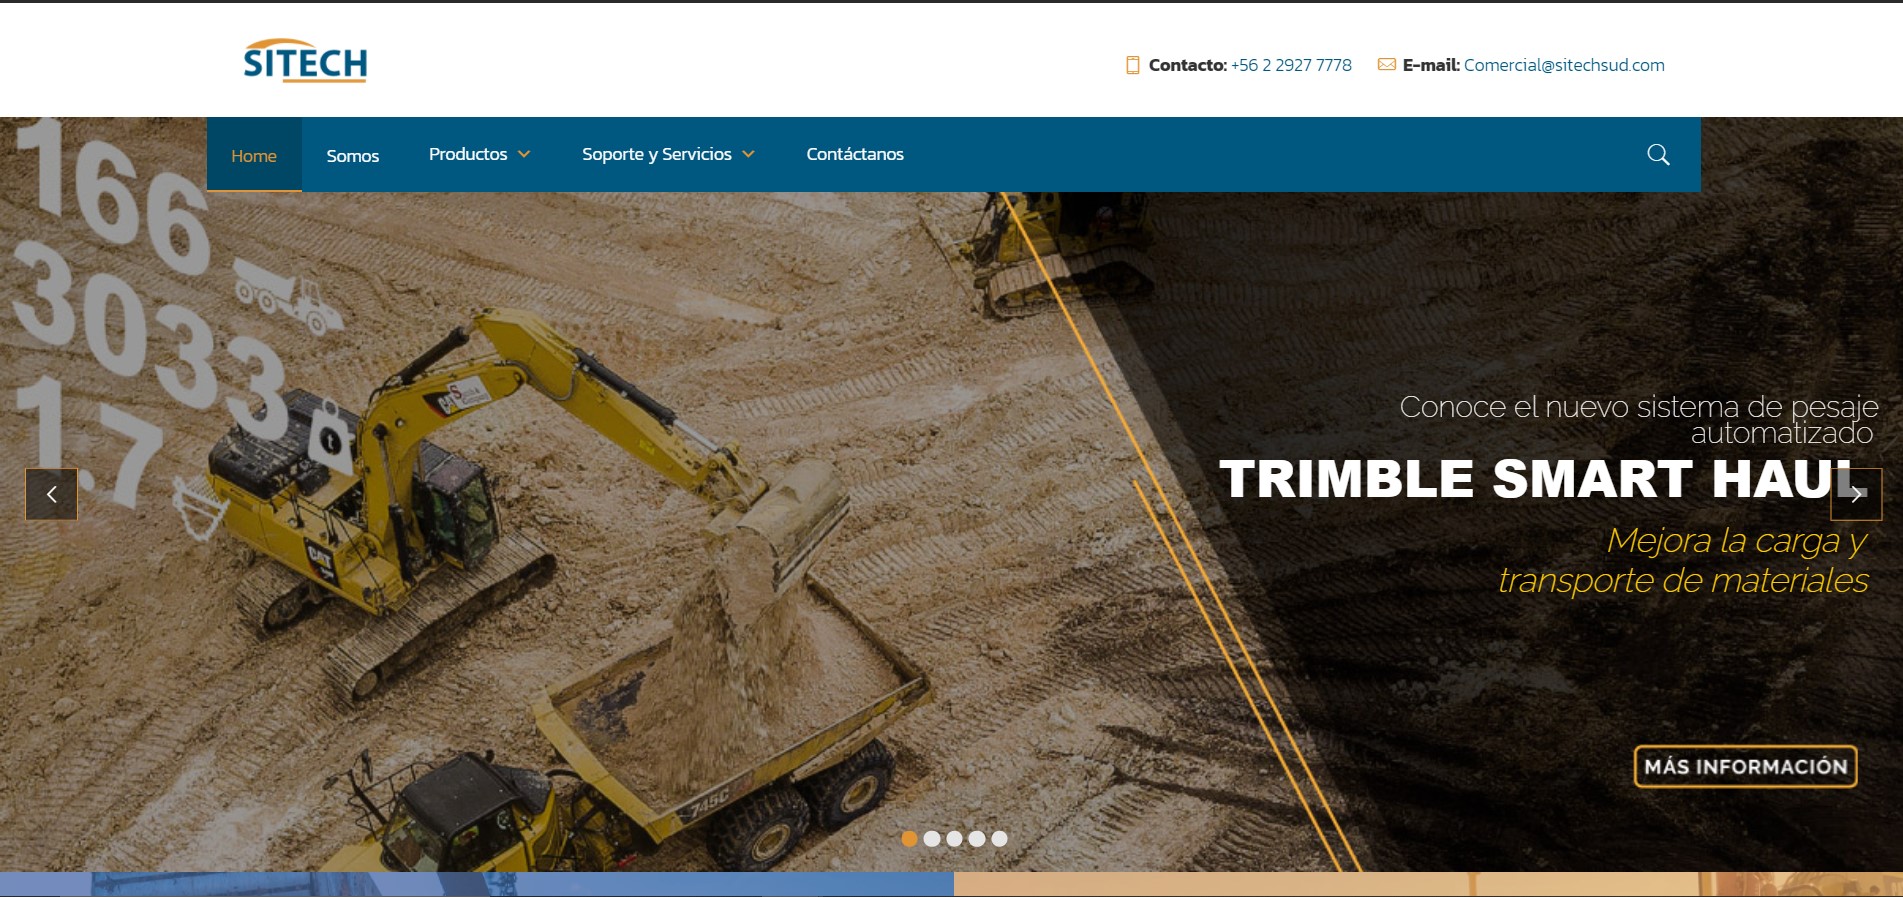 SITECH
Contacto: +56 2 2927 7778
E-mail: Comercial@sitechsud.com
Home
Somos
Productos
Soporte y Servicios
Contáctanos
166
3033
1.7
t
CAT
745C
Conoce el nuevo sistema de pesaje
automatizado
TRIMBLE SMART HAUL
Mejora la carga y
transporte de materiales
MÁS INFORMACIÓN